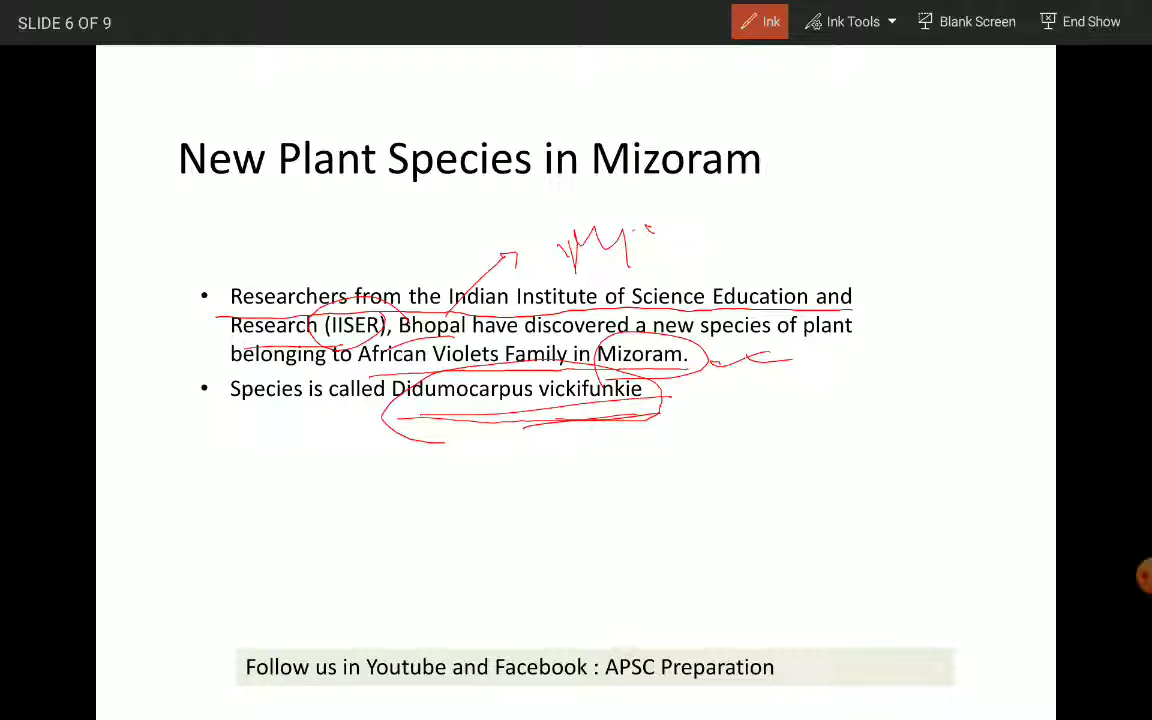 SLIDE 6 OF 9
Ink
Ink Tools
Blank Screen
End Show
New Plant Species in Mizoram
• Researchers from the Indian Institute of Science Education and
Research (IISER), Bhopal have discovered a new species of plant
belonging to African Violets Family in Mizoram.
• Species is called Didumocarpus vickifunkie
Follow us in Youtube and Facebook : APSC Preparation